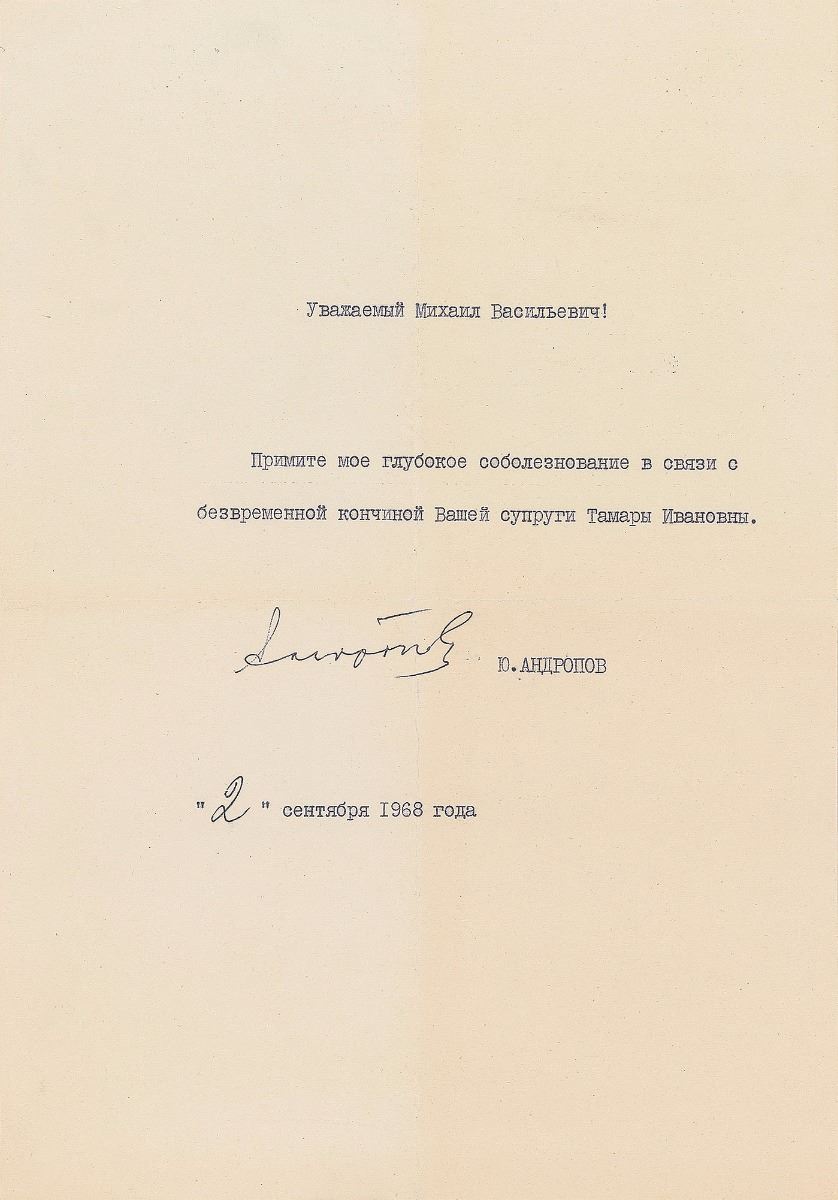 Уважаемый Михаил Васильевич!
Примите мое глубокое соболезнование в связи с
безвременной кончиной Вашей супруги Тамары Ивановны.
Ю.АНДРОПОВ
"2" сентября 1968 года